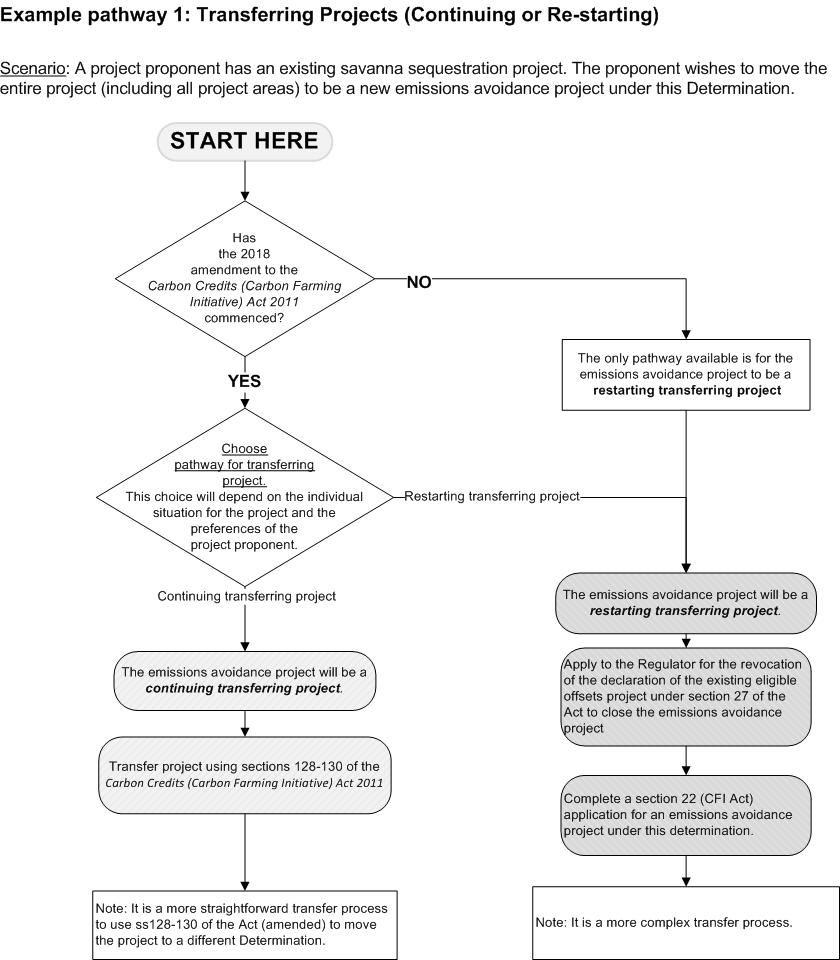 Example pathway 1: Transferring Projects (Continuing or Re-starting)
Scenario: A project proponent has an existing savanna sequestration project. The proponent wishes to move the
entire project (including all project areas) to be a new emissions avoidance project under this Determination.
START HERE
Has
the 2018
amendment to the
Carbon Credits (Carbon Farming
Initiative) Act 2011
commenced?
NO
The only pathway available is for the
emissions avoidance project to be a
restarting transferring project
YES
Choose
pathway for transferring
project.
This choice will depend on the individual
situation for the project and the
preferences of the
project proponent.
Restarting transferring project
Continuing transferring project
The emissions avoidance project will be a
restarting transferring project.
The emissions avoidance project will be a
continuing transferring project.
Apply to the Regulator for the revocation
of the declaration of the existing eligible
offsets project under section 27 of the
Act to close the emissions avoidance
project
Transfer project using sections 128-130 of the
Carbon Credits (Carbon Farming Initiative) Act 2011
Complete a section 22 (CFI Act)
application for an emissions avoidance
project under this determination.
Note: It is a more straightforward transfer process
to use ss128-130 of the Act (amended) to move
the project to a different Determination.
Note: It is a more complex transfer process.